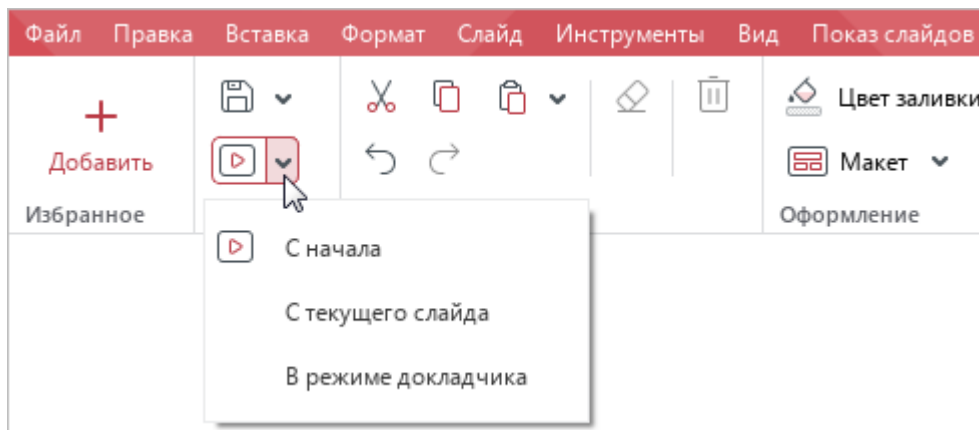 Файл Правка Вставка Формат Слайд Инструменты Вид Показ слайдов
Добавить
Избранное
Цвет заливки
Макет
Оформление
С начала
С текущего слайда
В режиме докладчика